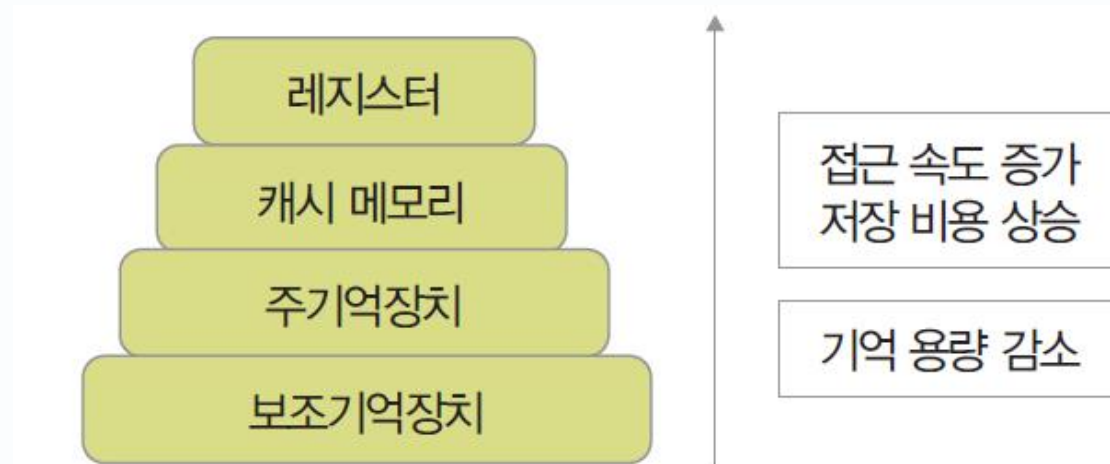 레지스터
캐시 메모리
주기억장치
보조기억장치
접근 속도 증가
저장 비용 상승
기억 용량 감소